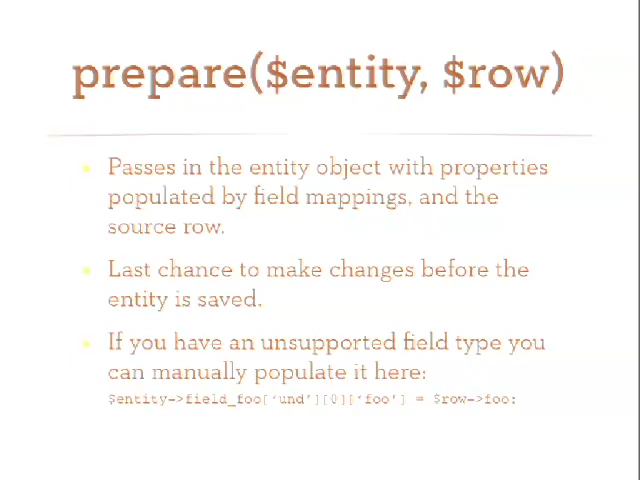 prepare($entity, $row)
Passes in the entity object with properties
populated by field mappings, and the
source row.
Last chance to make changes before the
entity is saved.
If you have an unsupported field type you
can manually populate it here:
$entity->field_foo['und'][0]['foo'] = $row->foo;